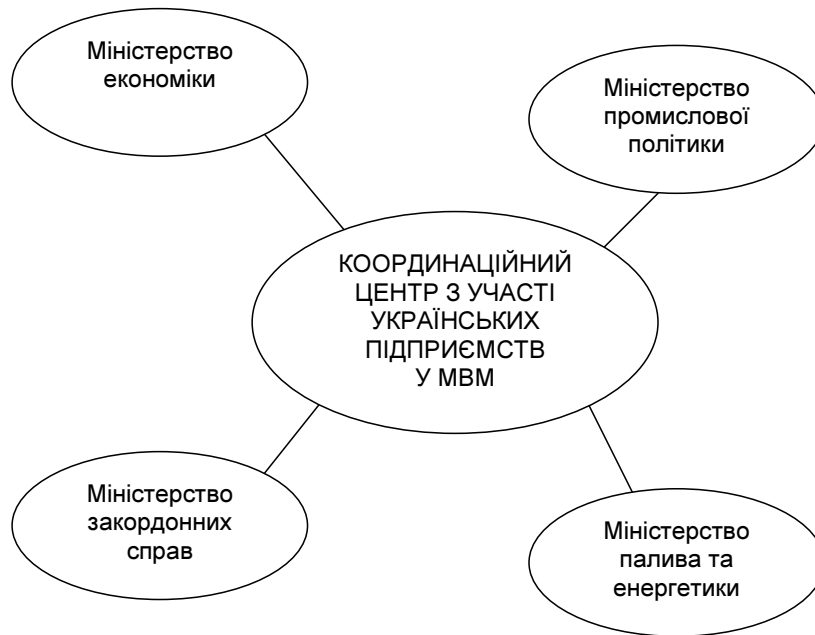 Міністерство
економіки
Міністерство
промислової
політики
КООРДИНАЦІЙНИЙ
ЦЕНТР З УЧАСТІ
УКРАЇНСЬКИХ
ПІДПРИЄМСТВ
У МВМ
Міністерство
закордонних
справ
Міністерство
палива та
енергетики